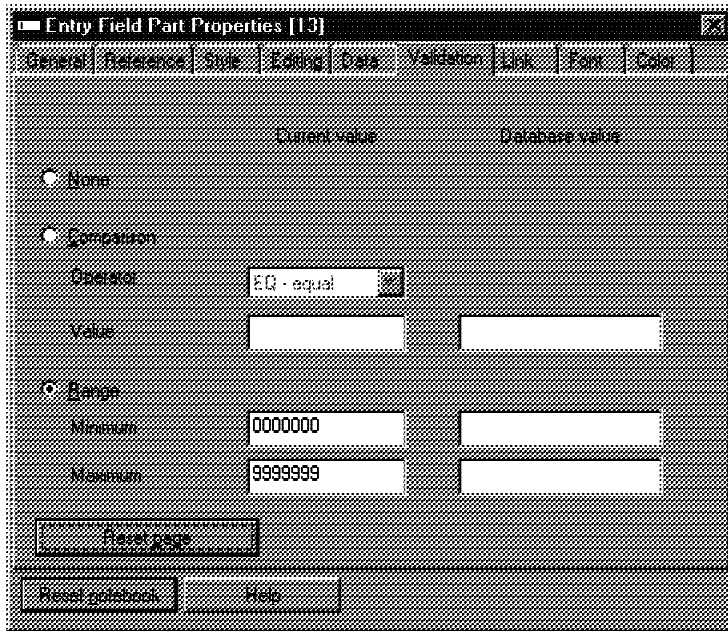 Entry Field Part Properties [13]
General Reference Style Editing Data Validation Link Font Color
Current value Database value
None
Comparison
Operator EQ - equal
Value
Range
Minimum 0000000
Maximum 9999999
Reset page
Reset notebook Help